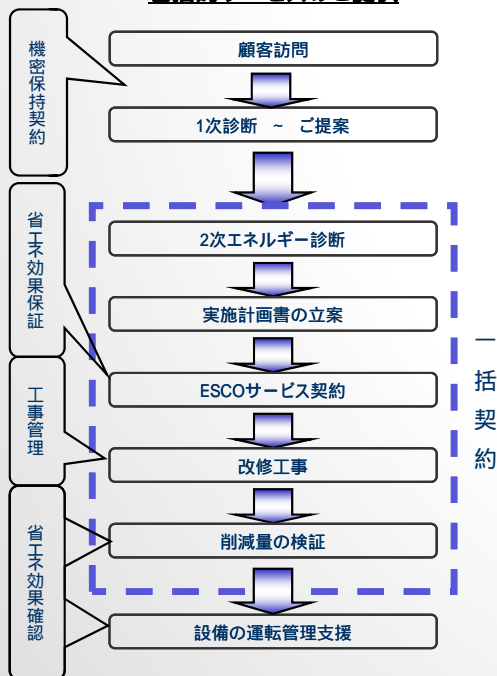 機密保持契約
顧客訪問
1次診断 ~ ご提案
省エネ効果保証
2次エネルギー診断
実施計画書の立案
ESCOサービス契約
一括契約
工事管理
改修工事
省エネ効果確認
削減量の検証
設備の運転管理支援